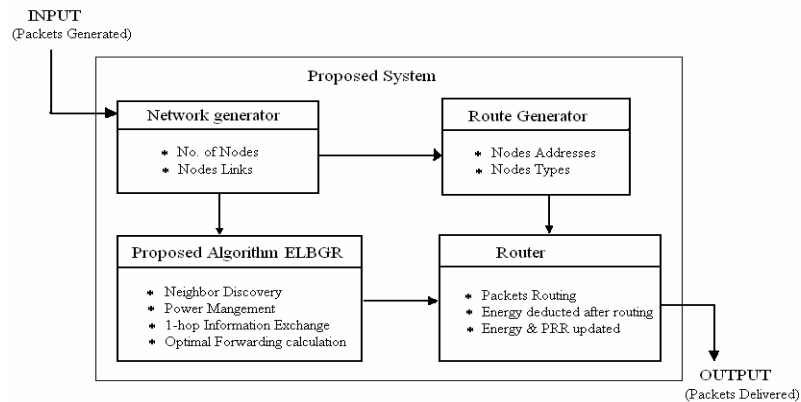 INPUT
(Packets Generated)
Proposed System
Network generator
* No. of Nodes
* Nodes Links
Route Generator
* Nodes Addresses
* Nodes Types
Proposed Algorithm ELBGR
* Neighbor Discovery
* Power Mangement
* 1-hop Information Exchange
* Optimal Forwarding calculation
Router
* Packets Routing
* Energy deducted after routing
* Energy & PRR updated
OUTPUT
(Packets Delivered)